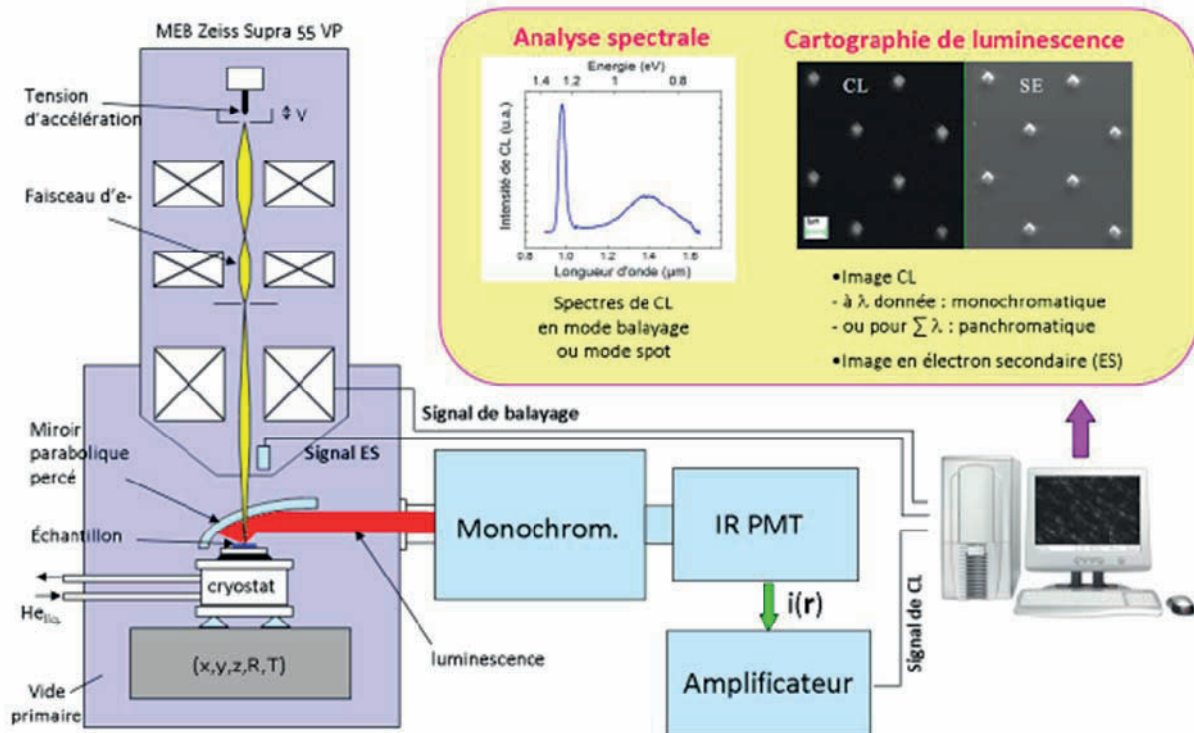 MEB Zeiss Supra 55 VP
Tension
d'accélération
V
Faisceau d'e-
Miroir
parabolique
percé
Échantillon
cryostat
(x,y,z,R,T)
Vide
primaire
Signal ES
Signal de balayage
luminescence
Monochrom.
IR PMT
i(r)
Amplificateur
Signal de CL
Analyse spectrale
Energie (eV)
1.4 1.2 1 0.8
Intensité de CL (u.a.)
0.8 1.0 1.2 1.4 1.6
Longueur d'onde (µm)
Spectres de CL
en mode balayage
ou mode spot
Cartographie de luminescence
CL
SE
•Image CL
- à λ donnée : monochromatique
- ou pour ∑ λ : panchromatique
•Image en électron secondaire (ES)